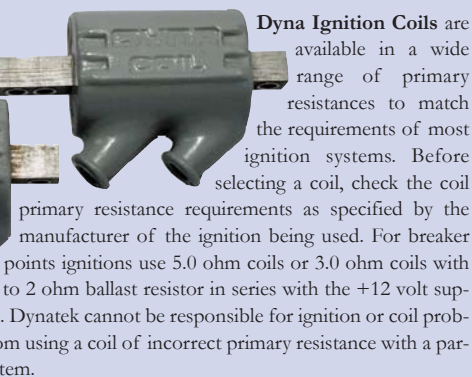 DYNA
COIL
Dyna Ignition Coils are
available in a wide
range of primary
resistances to match
the requirements of most
ignition systems. Before
selecting a coil, check the coil
primary resistance requirements as specified by the
manufacturer of the ignition being used. For breaker
points ignitions use 5.0 ohm coils or 3.0 ohm coils with
to 2 ohm ballast resistor in series with the +12 volt sup-
. Dynatek cannot be responsible for ignition or coil prob-
om using a coil of incorrect primary resistance with a par-
tem.